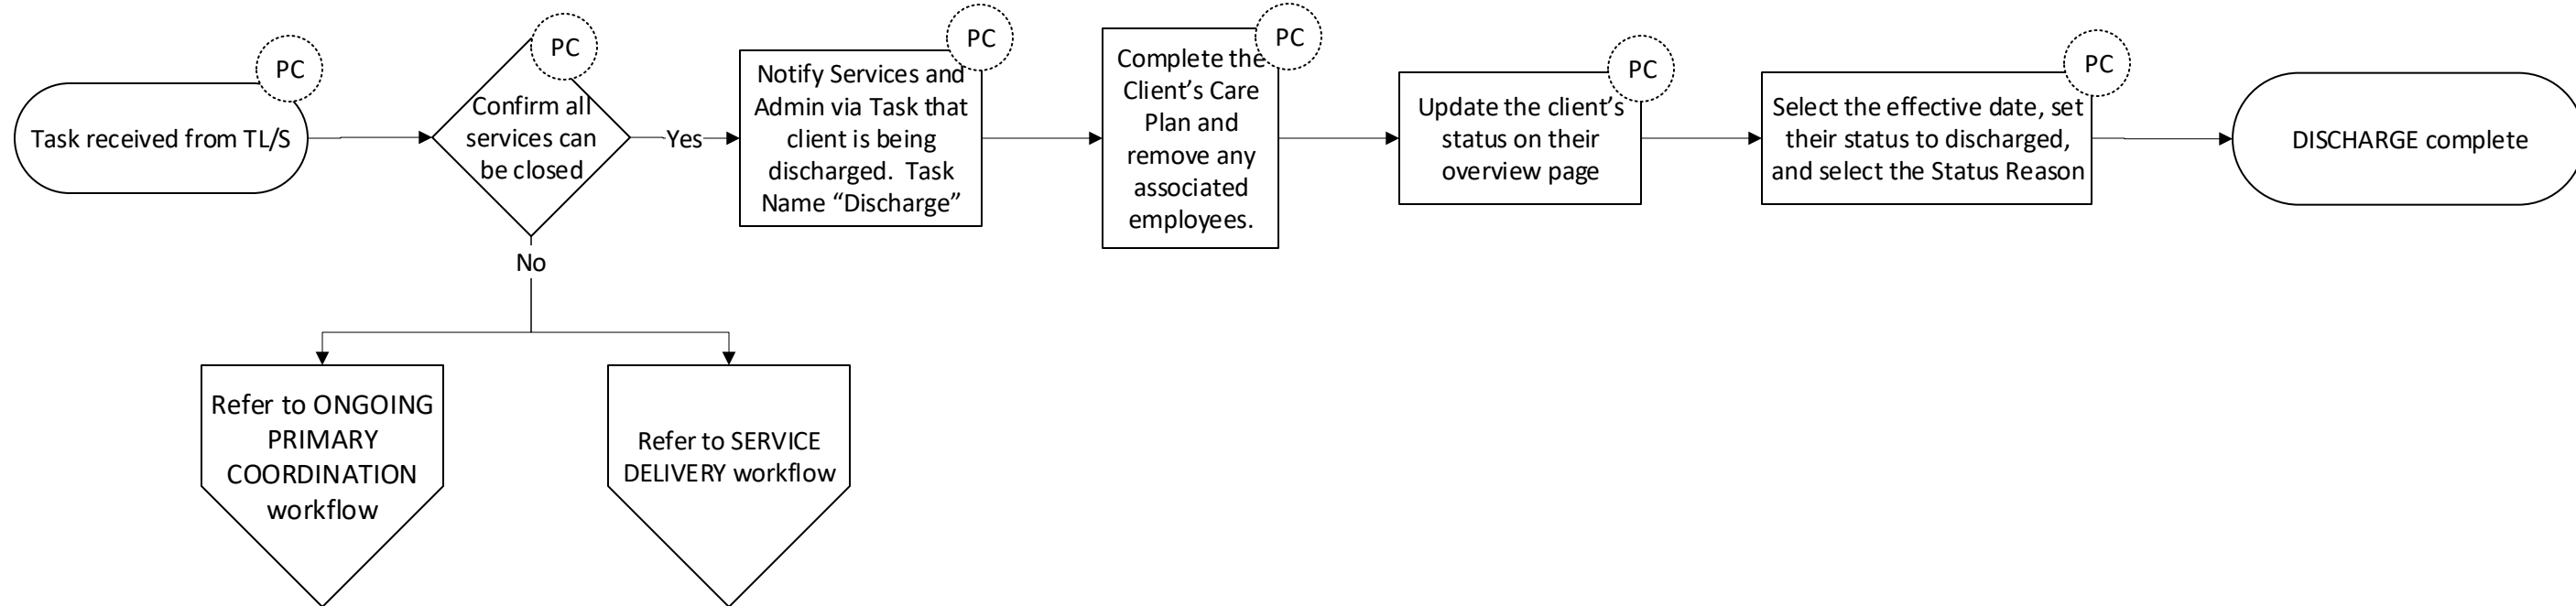 PC
Task received from TL/S
PC
Confirm all
services can
be closed
Yes
No
PC
Notify Services and
Admin via Task that
client is being
discharged.  Task
Name “Discharge”
PC
Complete the
Client’s Care
Plan and
remove any
associated
employees.
PC
Update the client’s
status on their
overview page
PC
Select the effective date, set
their status to discharged,
and select the Status Reason
DISCHARGE complete
Refer to ONGOING
PRIMARY
COORDINATION
workflow
Refer to SERVICE
DELIVERY workflow